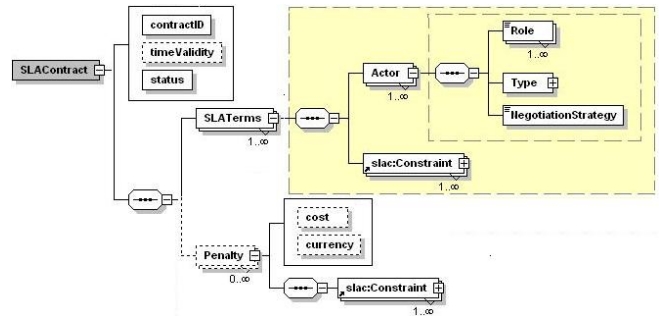 SLAContract
contractID
timeValidity
status
SLATerms
1..∞
Actor
1..∞
Role
1..∞
Type
NegotiationStrategy
slac:Constraint
1..∞
Penalty
0..∞
cost
currency
slac:Constraint
1..∞